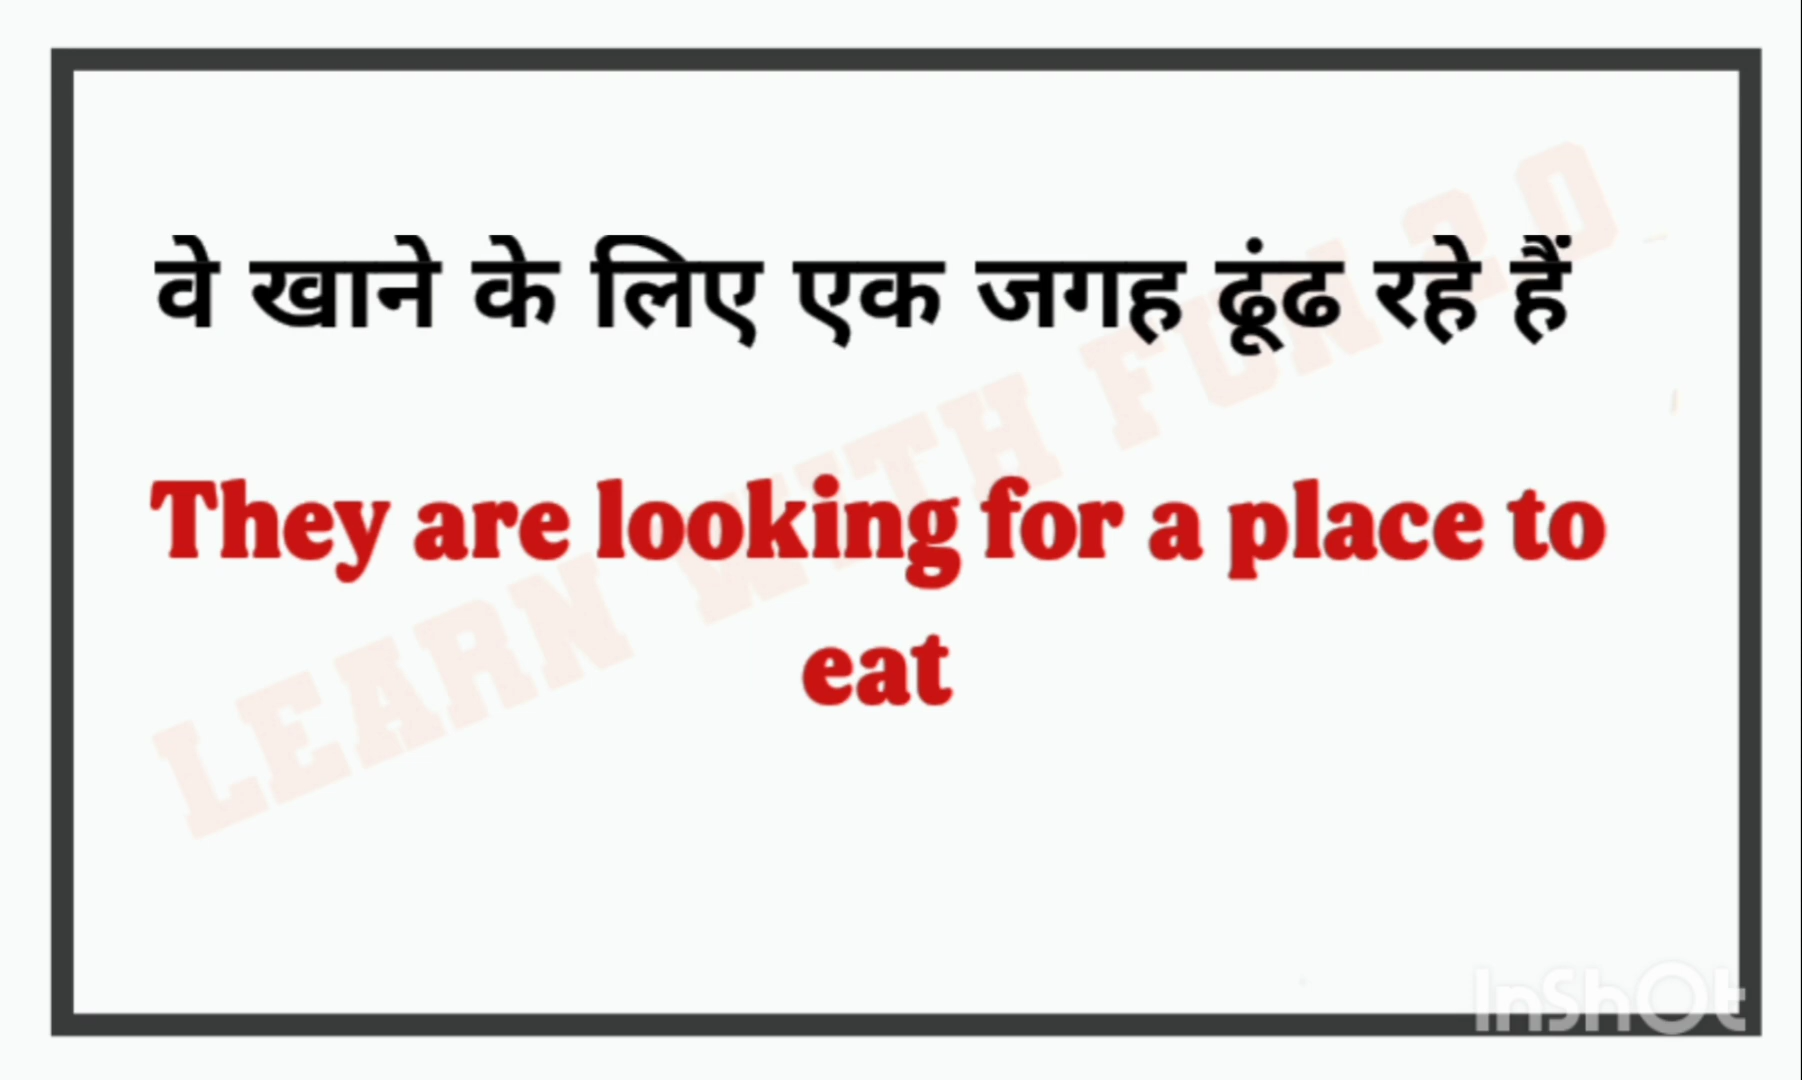 वे खाने के लिए एक जगह ढूंढ रहे हैं
They are looking for a place to
eat
LEARN WITH FUN 2.0
InShOt